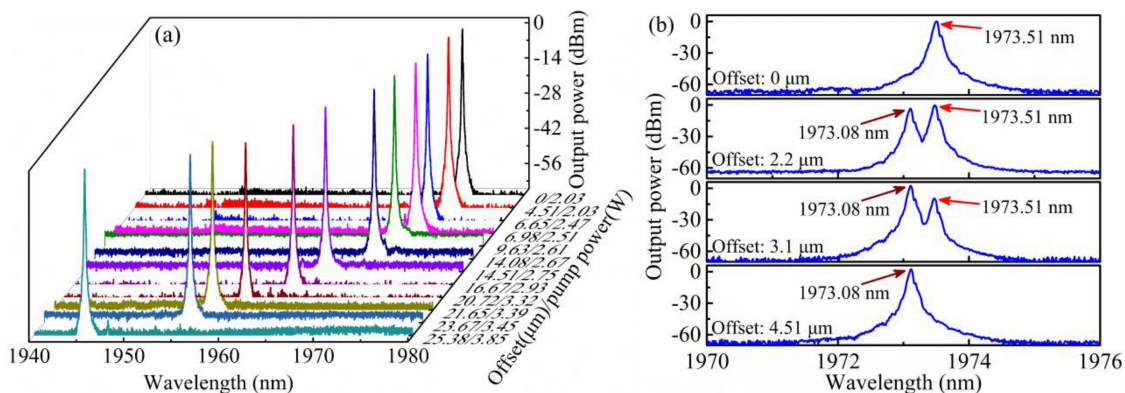 (a)
0
-14
-28
-42
-56
Output power (dBm)
0/2.03
4.51/2.03
6.65/2.47
6.98/2.51
9.63/2.61
14.08/2.67
14.51/2.75
16.67/2.93
20.72/3.32
21.65/3.39
23.67/3.45
25.38/3.85
Offset(μm)/pump power(W)
1940 1950 1960 1970 1980
Wavelength (nm)
(b)
Output power (dBm)
0
-30
-60
Offset: 0 μm
1973.51 nm
0
-30
-60
Offset: 2.2 μm
1973.08 nm
1973.51 nm
0
-30
-60
Offset: 3.1 μm
1973.08 nm
1973.51 nm
0
-30
-60
Offset: 4.51 μm
1973.08 nm
1970 1972 1974 1976
Wavelength (nm)